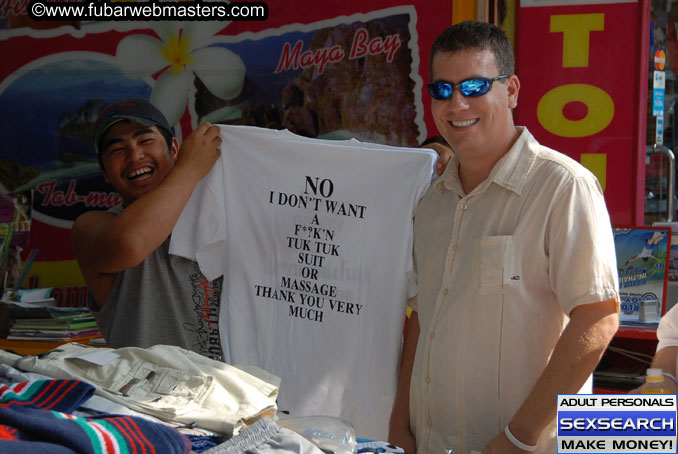 ©www.fubarwebmasters.com
Maya Bay
TOU
NO
I DON'T WANT
A
F*?K'N
TUK TUK
SUIT
OR
MASSAGE
THANK YOU VERY
MUCH
ADULT PERSONALS
SEXSEARCH
MAKE MONEY!